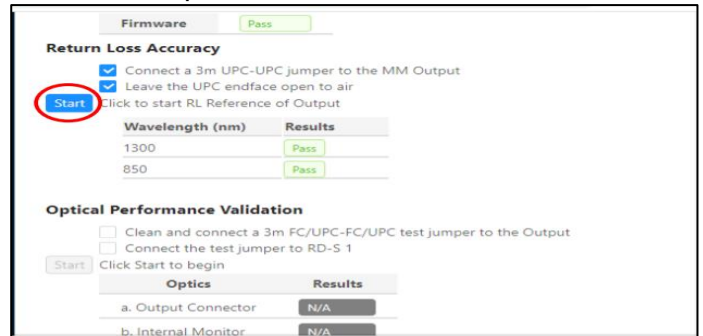 Firmware Pass
Return Loss Accuracy
Connect a 3m UPC-UPC jumper to the MM Output
Leave the UPC endface open to air
Start Click to start RL Reference of Output
Wavelength (nm) Results
1300 Pass
850 Pass
Optical Performance Validation
Clean and connect a 3m FC/UPC-FC/UPC test jumper to the Output
Connect the test jumper to RD-S 1
Start Click Start to begin
Optics Results
a. Output Connector N/A
b. Internal Monitor N/A